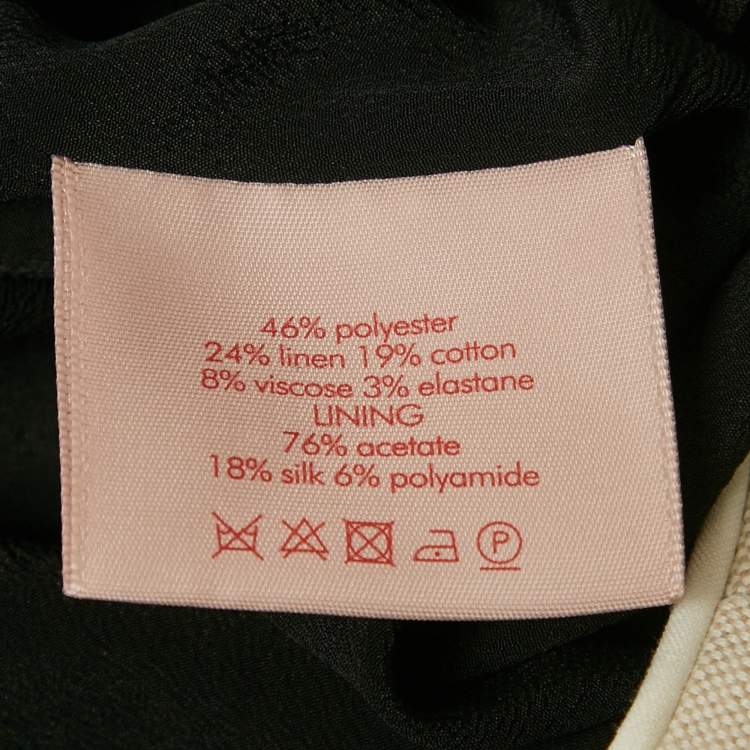 46% polyester
24% linen 19% cotton
8% viscose 3% elastane
LINING
76% acetate
18% silk 6% polyamide
P